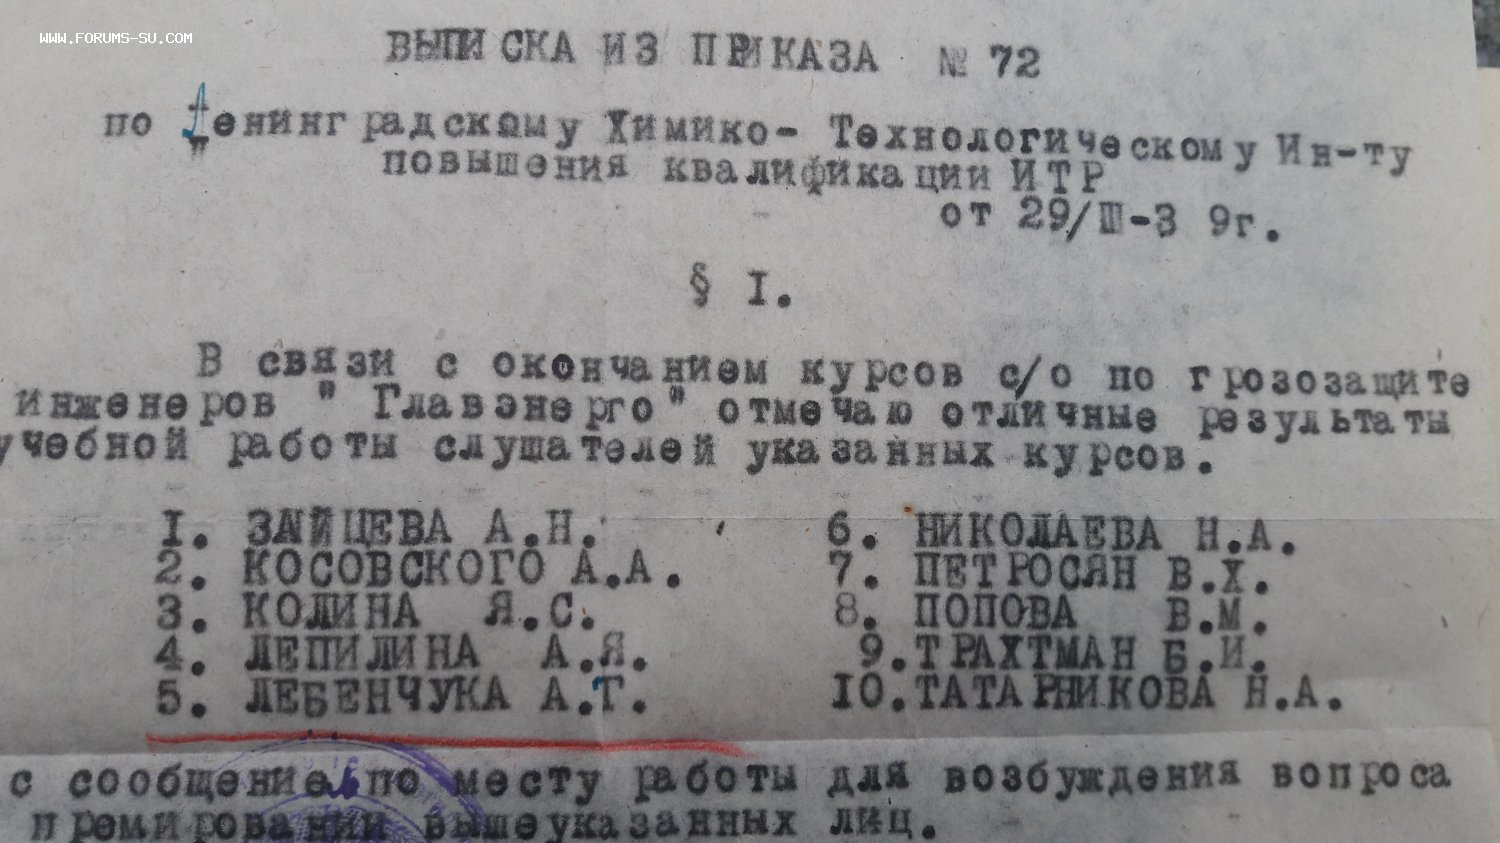 WWW.FORUMS-SU.COM
ВЫПИСКА ИЗ ПРИКАЗА № 72
по Ленинградскому Химико- Технологическому Ин-ту
повышения квалификации ИТР
от 29/III-3 9г.
§ I.
В связи с окончанием курсов с/о по грозозащите
инженеров " Главэнерго" отмечаю отличные результаты
учебной работы слушателей указанных курсов.
I. ЗАЙЦЕВА А.Н.
2. КОСОВСКОГО А.А.
3. КОЛИНА Я.С.
4. ЛЕПИЛИНА А.Я.
5. ЛЕБЕНЧУКА А.Г.
6. НИКОЛАЕВА Н.А.
7. ПЕТРОСЯН В.Х.
8. ПОПОВА В.М.
9.ТРАХТМАН Б.И.
IO.ТАТАРНИКОВА Н.А.
с сообщением по месту работы для возбуждения вопроса
премировании вышеуказанных лиц.